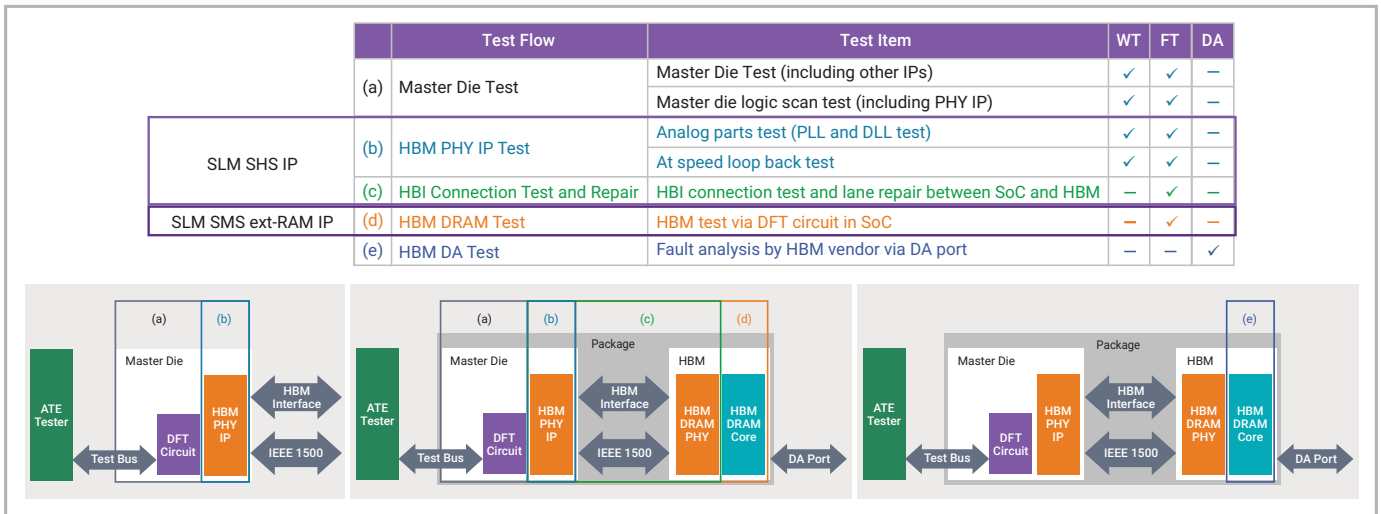 Test Flow Test Item WT FT DA
(a) Master Die Test Master Die Test (including other IPs) ✓ ✓ –
Master die logic scan test (including PHY IP) ✓ ✓ –
SLM SHS IP (b) HBM PHY IP Test Analog parts test (PLL and DLL test) ✓ ✓ –
At speed loop back test ✓ ✓ –
(c) HBI Connection Test and Repair HBI connection test and lane repair between SoC and HBM – ✓ –
SLM SMS ext-RAM IP (d) HBM DRAM Test HBM test via DFT circuit in SoC – ✓ –
(e) HBM DA Test Fault analysis by HBM vendor via DA port – – ✓
(a) (b)
Master Die
ATE
Tester
Test Bus
DFT
Circuit
HBM
PHY
IP
HBM
Interface
IEEE 1500
(a) (b) (c) (d)
Package
Master Die
HBM
ATE
Tester
Test Bus
DFT
Circuit
HBM
PHY
IP
HBM
Interface
IEEE 1500
HBM
DRAM
PHY
HBM
DRAM
Core
DA Port
(e)
Package
Master Die
HBM
ATE
Tester
Test Bus
DFT
Circuit
HBM
PHY
IP
HBM
Interface
IEEE 1500
HBM
DRAM
PHY
HBM
DRAM
Core
DA Port